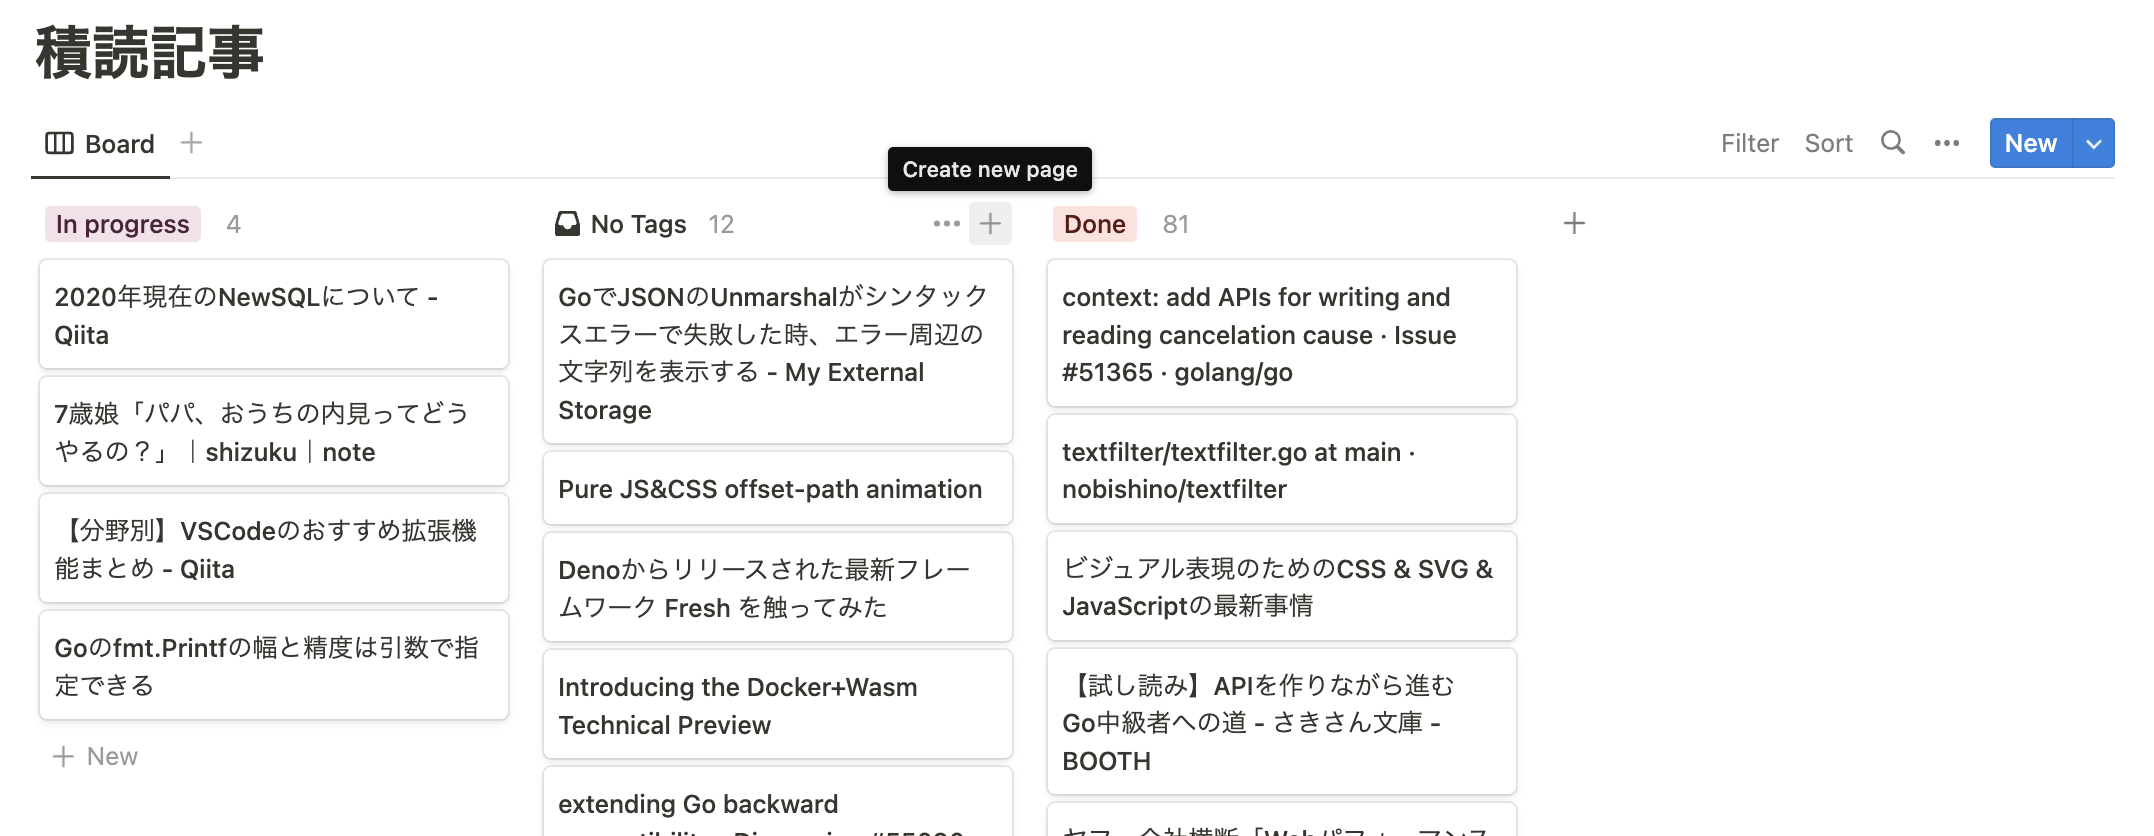 積読記事
Board
Filter Sort
New
Create new page
In progress 4
2020年現在のNewSQLについて -
Qiita
7歳娘「パパ、おうちの内見ってどう
やるの？」｜shizuku｜note
【分野別】VSCodeのおすすめ拡張機
能まとめ - Qiita
Goのfmt.Printfの幅と精度は引数で指
定できる
New
No Tags 12
GoでJSONのUnmarshalがシンタック
スエラーで失敗した時、エラー周辺の
文字列を表示する - My External
Storage
Pure JS&CSS offset-path animation
Denoからリリースされた最新フレー
ムワーク Fresh を触ってみた
Introducing the Docker+Wasm
Technical Preview
extending Go backward
Done 81
context: add APIs for writing and
reading cancelation cause · Issue
#51365 · golang/go
textfilter/textfilter.go at main ·
nobishino/textfilter
ビジュアル表現のためのCSS & SVG &
JavaScriptの最新事情
【試し読み】APIを作りながら進む
Go中級者への道 - さきさん文庫 -
BOOTH